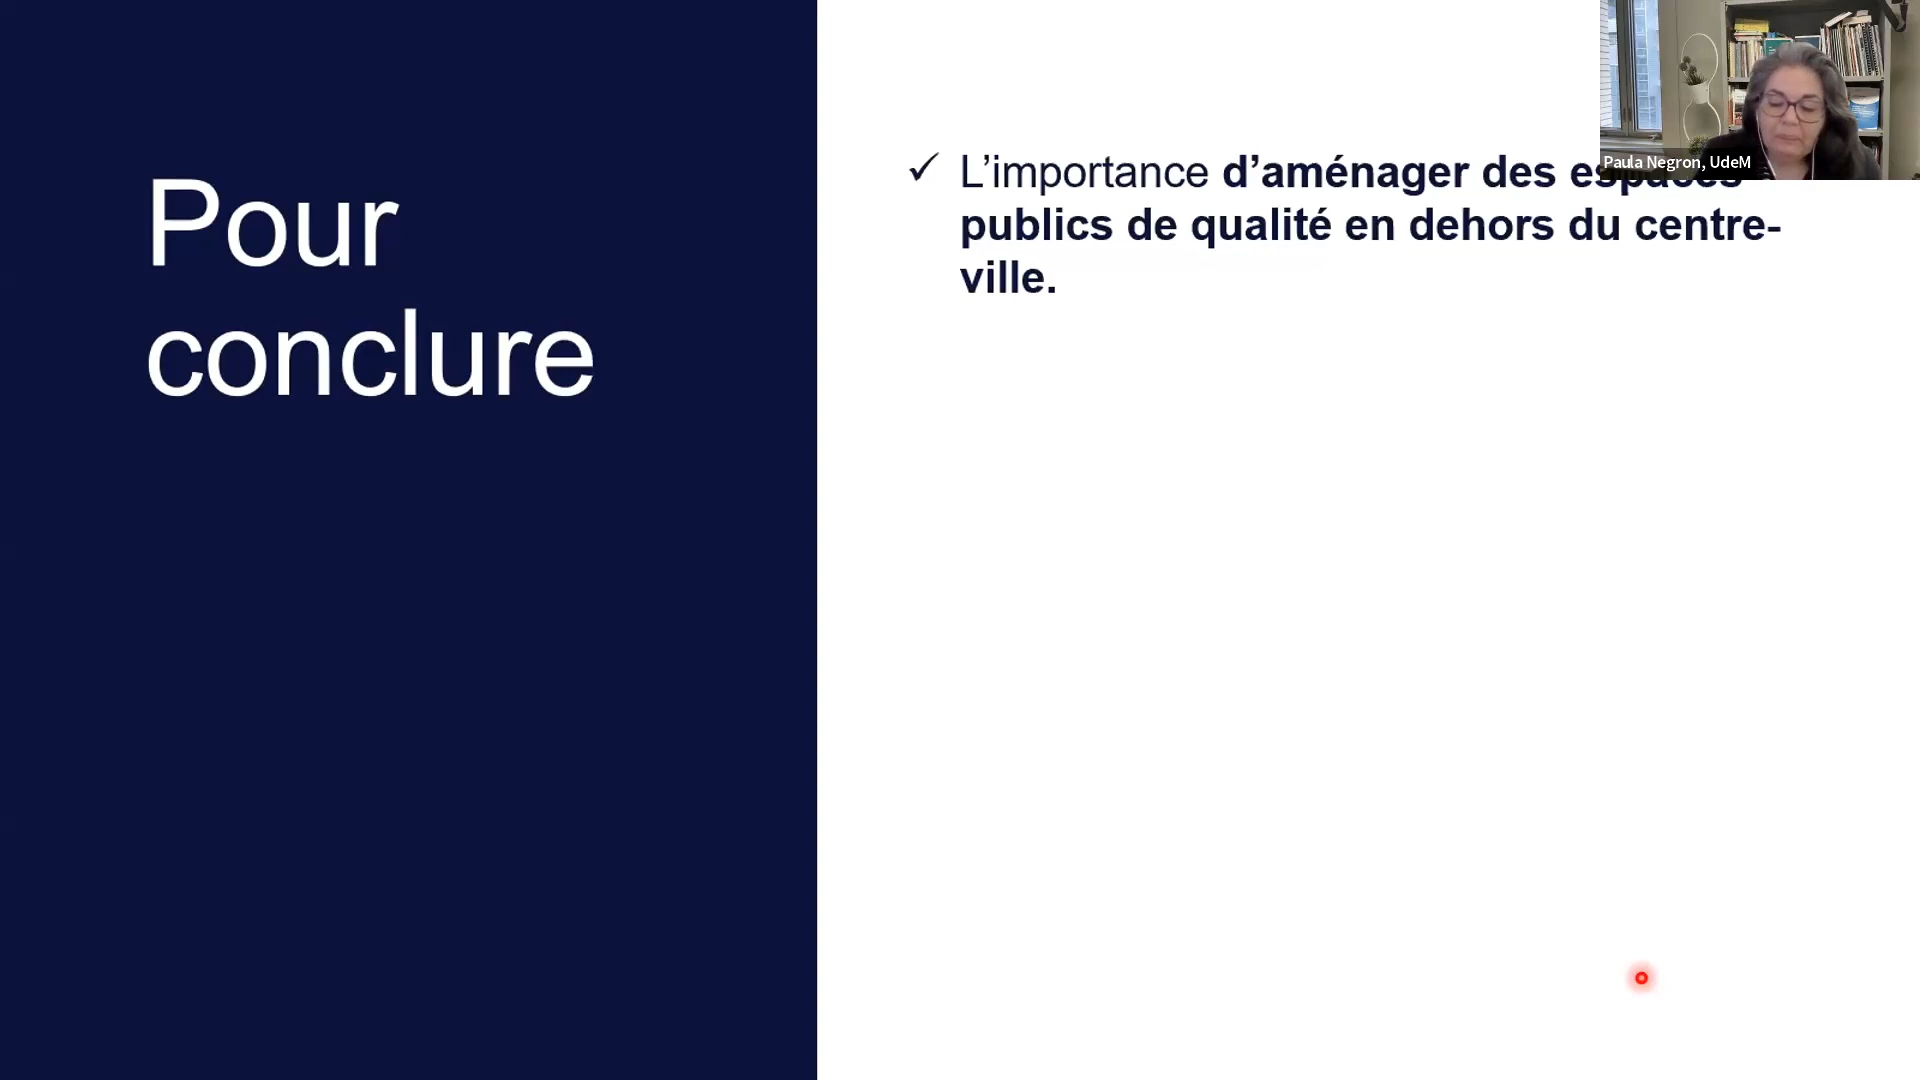 Pour
conclure
✓ L’importance d’aménager des espaces
publics de qualité en dehors du centre-
ville.
Paula Negron, UdeM